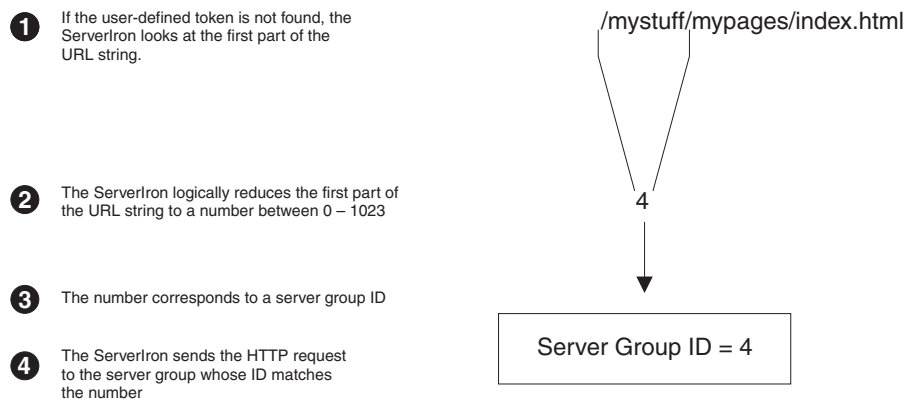 1 If the user-defined token is not found, the
ServerIron looks at the first part of the
URL string.
/mystuff/mypages/index.html
2 The ServerIron logically reduces the first part of
the URL string to a number between 0 – 1023
4
3 The number corresponds to a server group ID
Server Group ID = 4
4 The ServerIron sends the HTTP request
to the server group whose ID matches
the number